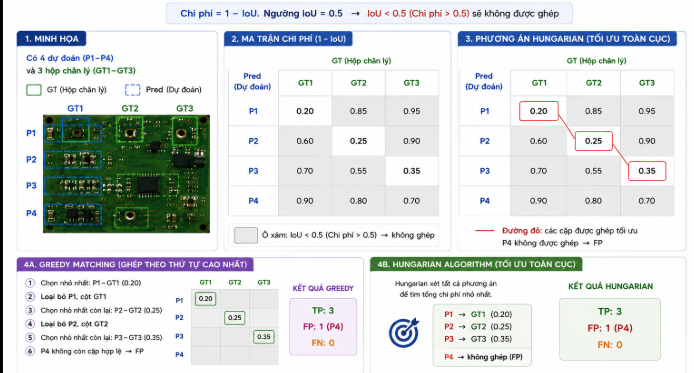 Chi phí = 1 – IoU. Ngưỡng IoU = 0.5 → IoU < 0.5 (Chi phí > 0.5) sẽ không được ghép
1. MINH HỌA
Có 4 dự đoán (P1–P4)
và 3 hộp chân lý (GT1–GT3)
GT (Hộp chân lý)
Pred (Dự đoán)
GT1 GT2 GT3
P1
P2
P3
P4
2. MA TRẬN CHI PHÍ (1 - IoU)
GT (Hộp chân lý)
Pred
(Dự đoán)
GT1 GT2 GT3
P1 0.20 0.85 0.95
P2 0.60 0.25 0.90
P3 0.70 0.55 0.35
P4 0.90 0.80 0.70
Ô xám: IoU < 0.5 (Chi phí > 0.5) → không ghép
3. PHƯƠNG ÁN HUNGARIAN (TỐI ƯU TOÀN CỤC)
GT (Hộp chân lý)
Pred
(Dự đoán)
GT1 GT2 GT3
P1 0.20 0.85 0.95
P2 0.60 0.25 0.90
P3 0.70 0.55 0.35
P4 0.90 0.80 0.70
Đường đỏ: các cặp được ghép tối ưu
P4 không được ghép → FP
4A. GREEDY MATCHING (GHÉP THEO THỨ TỰ CAO NHẤT)
1 Chọn nhỏ nhất: P1–GT1 (0.20)
2 Loại bỏ P1, cột GT1
3 Chọn nhỏ nhất còn lại: P2–GT2 (0.25)
4 Loại bỏ P2, cột GT2
5 Chọn nhỏ nhất còn lại: P3–GT3 (0.35)
6 P4 không còn cặp hợp lệ → FP
GT1 GT2 GT3
P1 0.20
P2 0.25
P3 0.35
P4
KẾT QUẢ GREEDY
TP: 3
FP: 1 (P4)
FN: 0
4B. HUNGARIAN ALGORITHM (TỐI ƯU TOÀN CỤC)
Hungarian xét tất cả phương án
để tìm tổng chi phí nhỏ nhất.
P1 → GT1 (0.20)
P2 → GT2 (0.25)
P3 → GT3 (0.35)
P4 → không ghép (FP)
KẾT QUẢ HUNGARIAN
TP: 3
FP: 1 (P4)
FN: 0